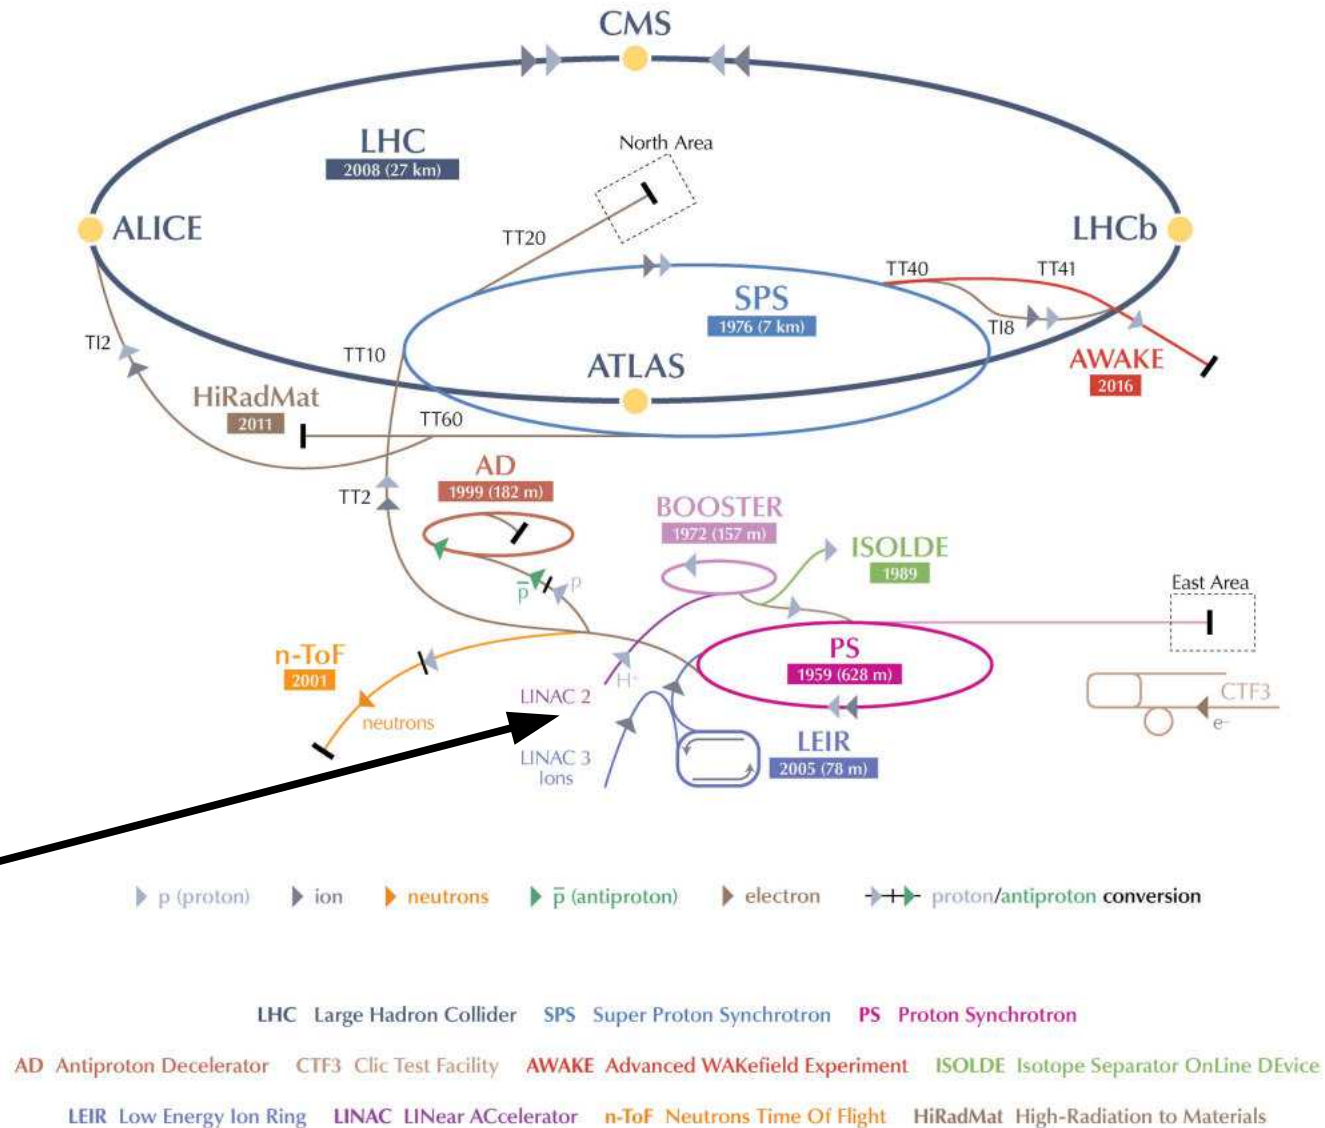 CMS
LHC
2008 (27 km)
North Area
ALICE
LHCb
TT20
TT40
TT41
SPS
1976 (7 km)
TI8
TI2
TT10
ATLAS
AWAKE
2016
HiRadMat
2011
TT60
AD
1999 (182 m)
TT2
BOOSTER
1972 (157 m)
ISOLDE
1989
p̅
p
East Area
n-ToF
2001
PS
1959 (628 m)
H⁺
LINAC 2
CTF3
e⁻
neutrons
LEIR
2005 (78 m)
LINAC 3
Ions
p (proton) ion neutrons p̅ (antiproton) electron proton/antiproton conversion
LHC Large Hadron Collider SPS Super Proton Synchrotron PS Proton Synchrotron
AD Antiproton Decelerator CTF3 Clic Test Facility AWAKE Advanced WAKefield Experiment ISOLDE Isotope Separator OnLine DEvice
LEIR Low Energy Ion Ring LINAC LINear ACcelerator n-ToF Neutrons Time Of Flight HiRadMat High-Radiation to Materials